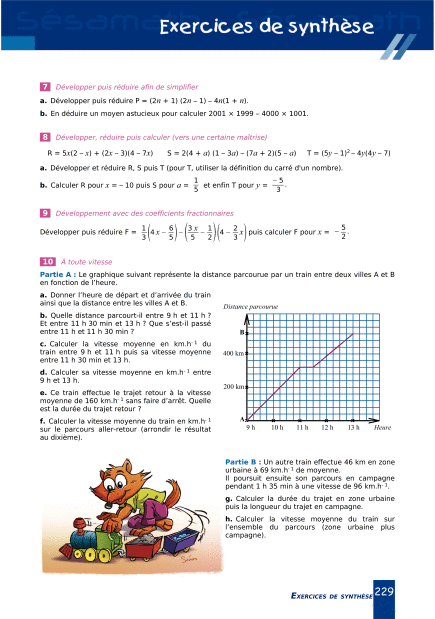 Sésamath
Exercices de synthèse
7 Développer puis réduire afin de simplifier
a. Développer puis réduire P = (2n + 1) (2n – 1) – 4n(1 + n).
b. En déduire un moyen astucieux pour calculer 2001 × 1999 – 4000 × 1001.
8 Développer, réduire puis calculer (vers une certaine maîtrise)
R = 5x(2 – x) + (2x – 3)(4 – 7x) S = 2(4 + a) (1 – 3a) – (7a + 2)(5 – a) T = (5y – 1)² – 4y(4y – 7)
a. Développer et réduire R, S puis T (pour T, utiliser la définition du carré d'un nombre).
b. Calculer R pour x = – 10 puis S pour a = 1/5 et enfin T pour y = –5/3.
9 Développement avec des coefficients fractionnaires
Développer puis réduire F = 1/3(4x – 6/5) – (3x/5 – 1/2)(4 – 2/3 x) puis calculer F pour x = – 5/2.
10 À toute vitesse
Partie A : Le graphique suivant représente la distance parcourue par un train entre deux villes A et B
en fonction de l'heure.
a. Donner l'heure de départ et d'arrivée du train
ainsi que la distance entre les villes A et B.
b. Quelle distance parcourt-il entre 9 h et 11 h ?
Et entre 11 h 30 min et 13 h ? Que s'est-il passé
entre 11 h et 11 h 30 min ?
c. Calculer la vitesse moyenne en km.h⁻¹ du
train entre 9 h et 11 h puis sa vitesse moyenne
entre 11 h 30 min et 13 h.
d. Calculer sa vitesse moyenne en km.h⁻¹ entre
9 h et 13 h.
e. Ce train effectue le trajet retour à la vitesse
moyenne de 160 km.h⁻¹ sans faire d'arrêt. Quelle
est la durée du trajet retour ?
f. Calculer la vitesse moyenne du train en km.h⁻¹
sur le parcours aller-retour (arrondir le résultat
au dixième).
Distance parcourue
B
400 km
200 km
A
9 h 10 h 11 h 12 h 13 h Heure
Partie B : Un autre train effectue 46 km en zone
urbaine à 69 km.h⁻¹ de moyenne.
Il poursuit ensuite son parcours en campagne
pendant 1 h 35 min à une vitesse de 96 km.h⁻¹.
g. Calculer la durée du trajet en zone urbaine
puis la longueur du trajet en campagne.
h. Calculer la vitesse moyenne du train sur
l'ensemble du parcours (zone urbaine plus
campagne).
EXERCICES DE SYNTHÈSE 229